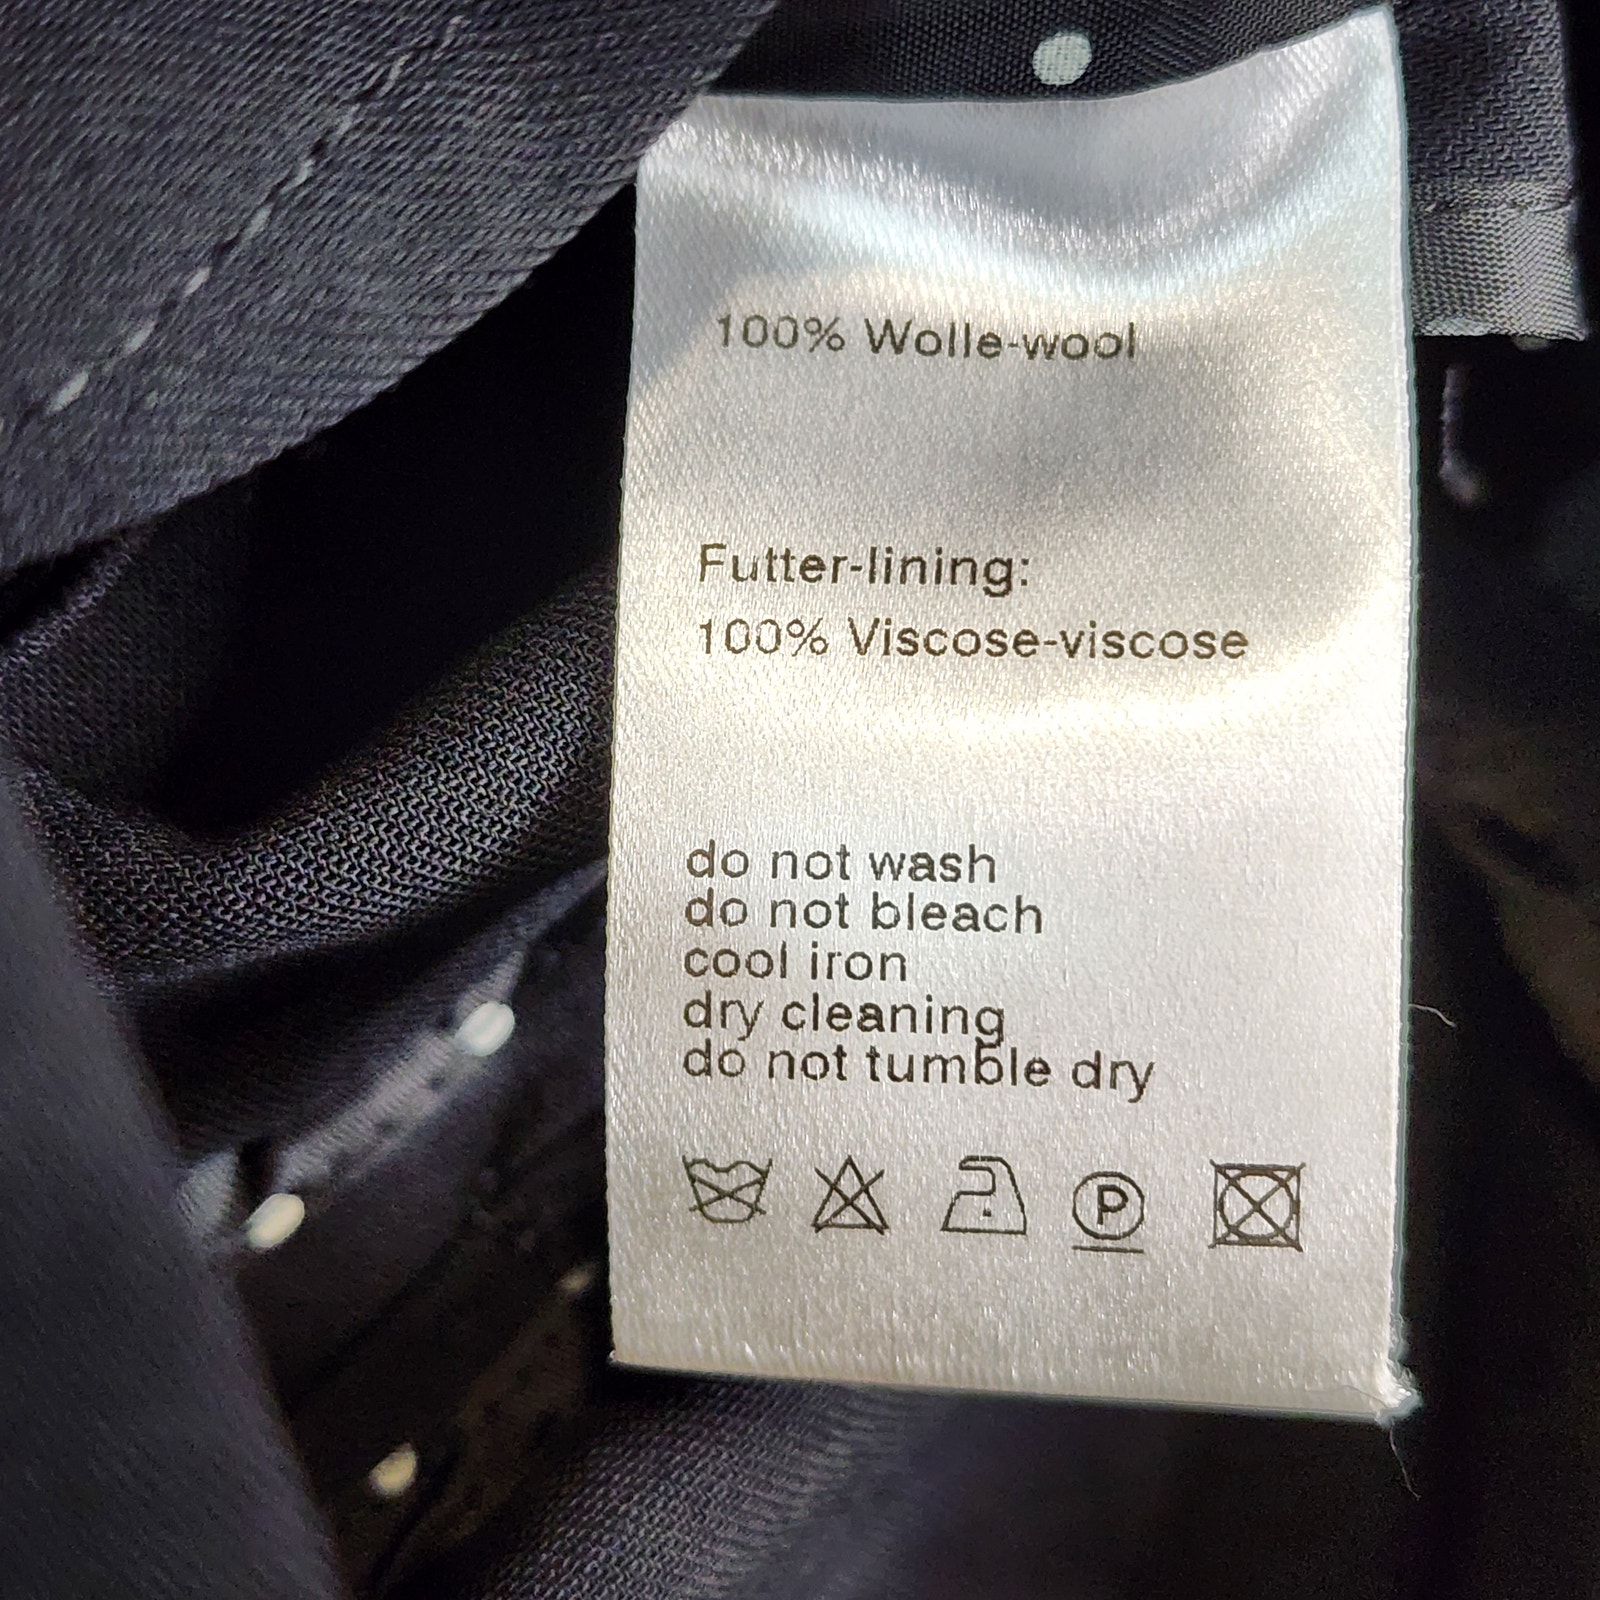 100% Wolle-wool
Futter-lining:
100% Viscose-viscose
do not wash
do not bleach
cool iron
dry cleaning
do not tumble dry
P